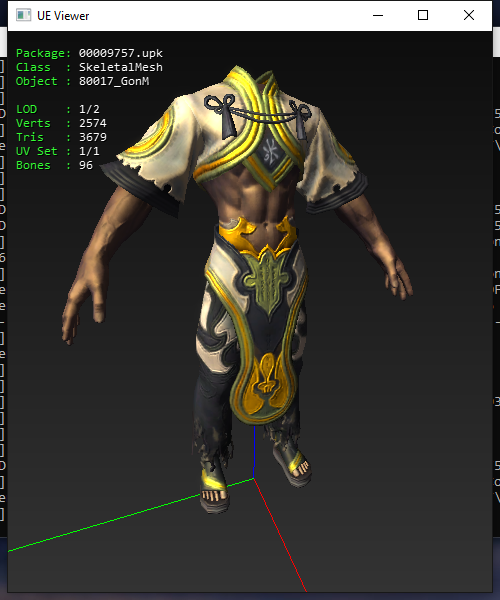 UE Viewer
Package: 00009757.upk
Class  : SkeletalMesh
Object : 80017_GonM
LOD    : 1/2
Verts  : 2574
Tris   : 3679
UV Set : 1/1
Bones  : 96